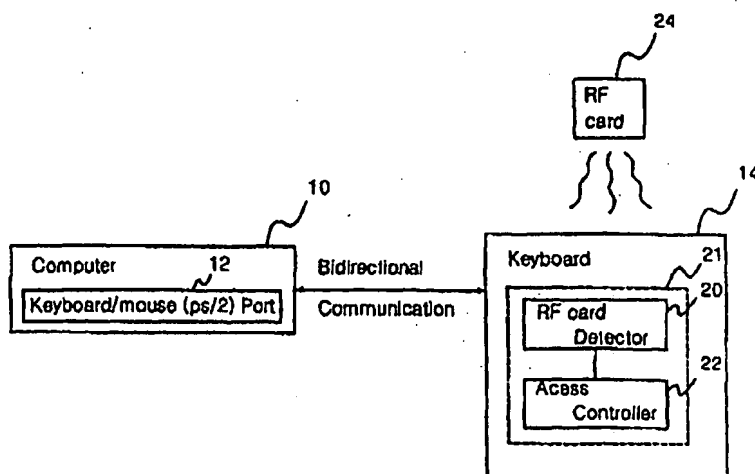 24
RF
card
14
10
Computer
12
Keyboard/mouse (ps/2) Port
Bidirectional
Communication
Keyboard
21
20
RF card
Detector
22
Acess
Controller